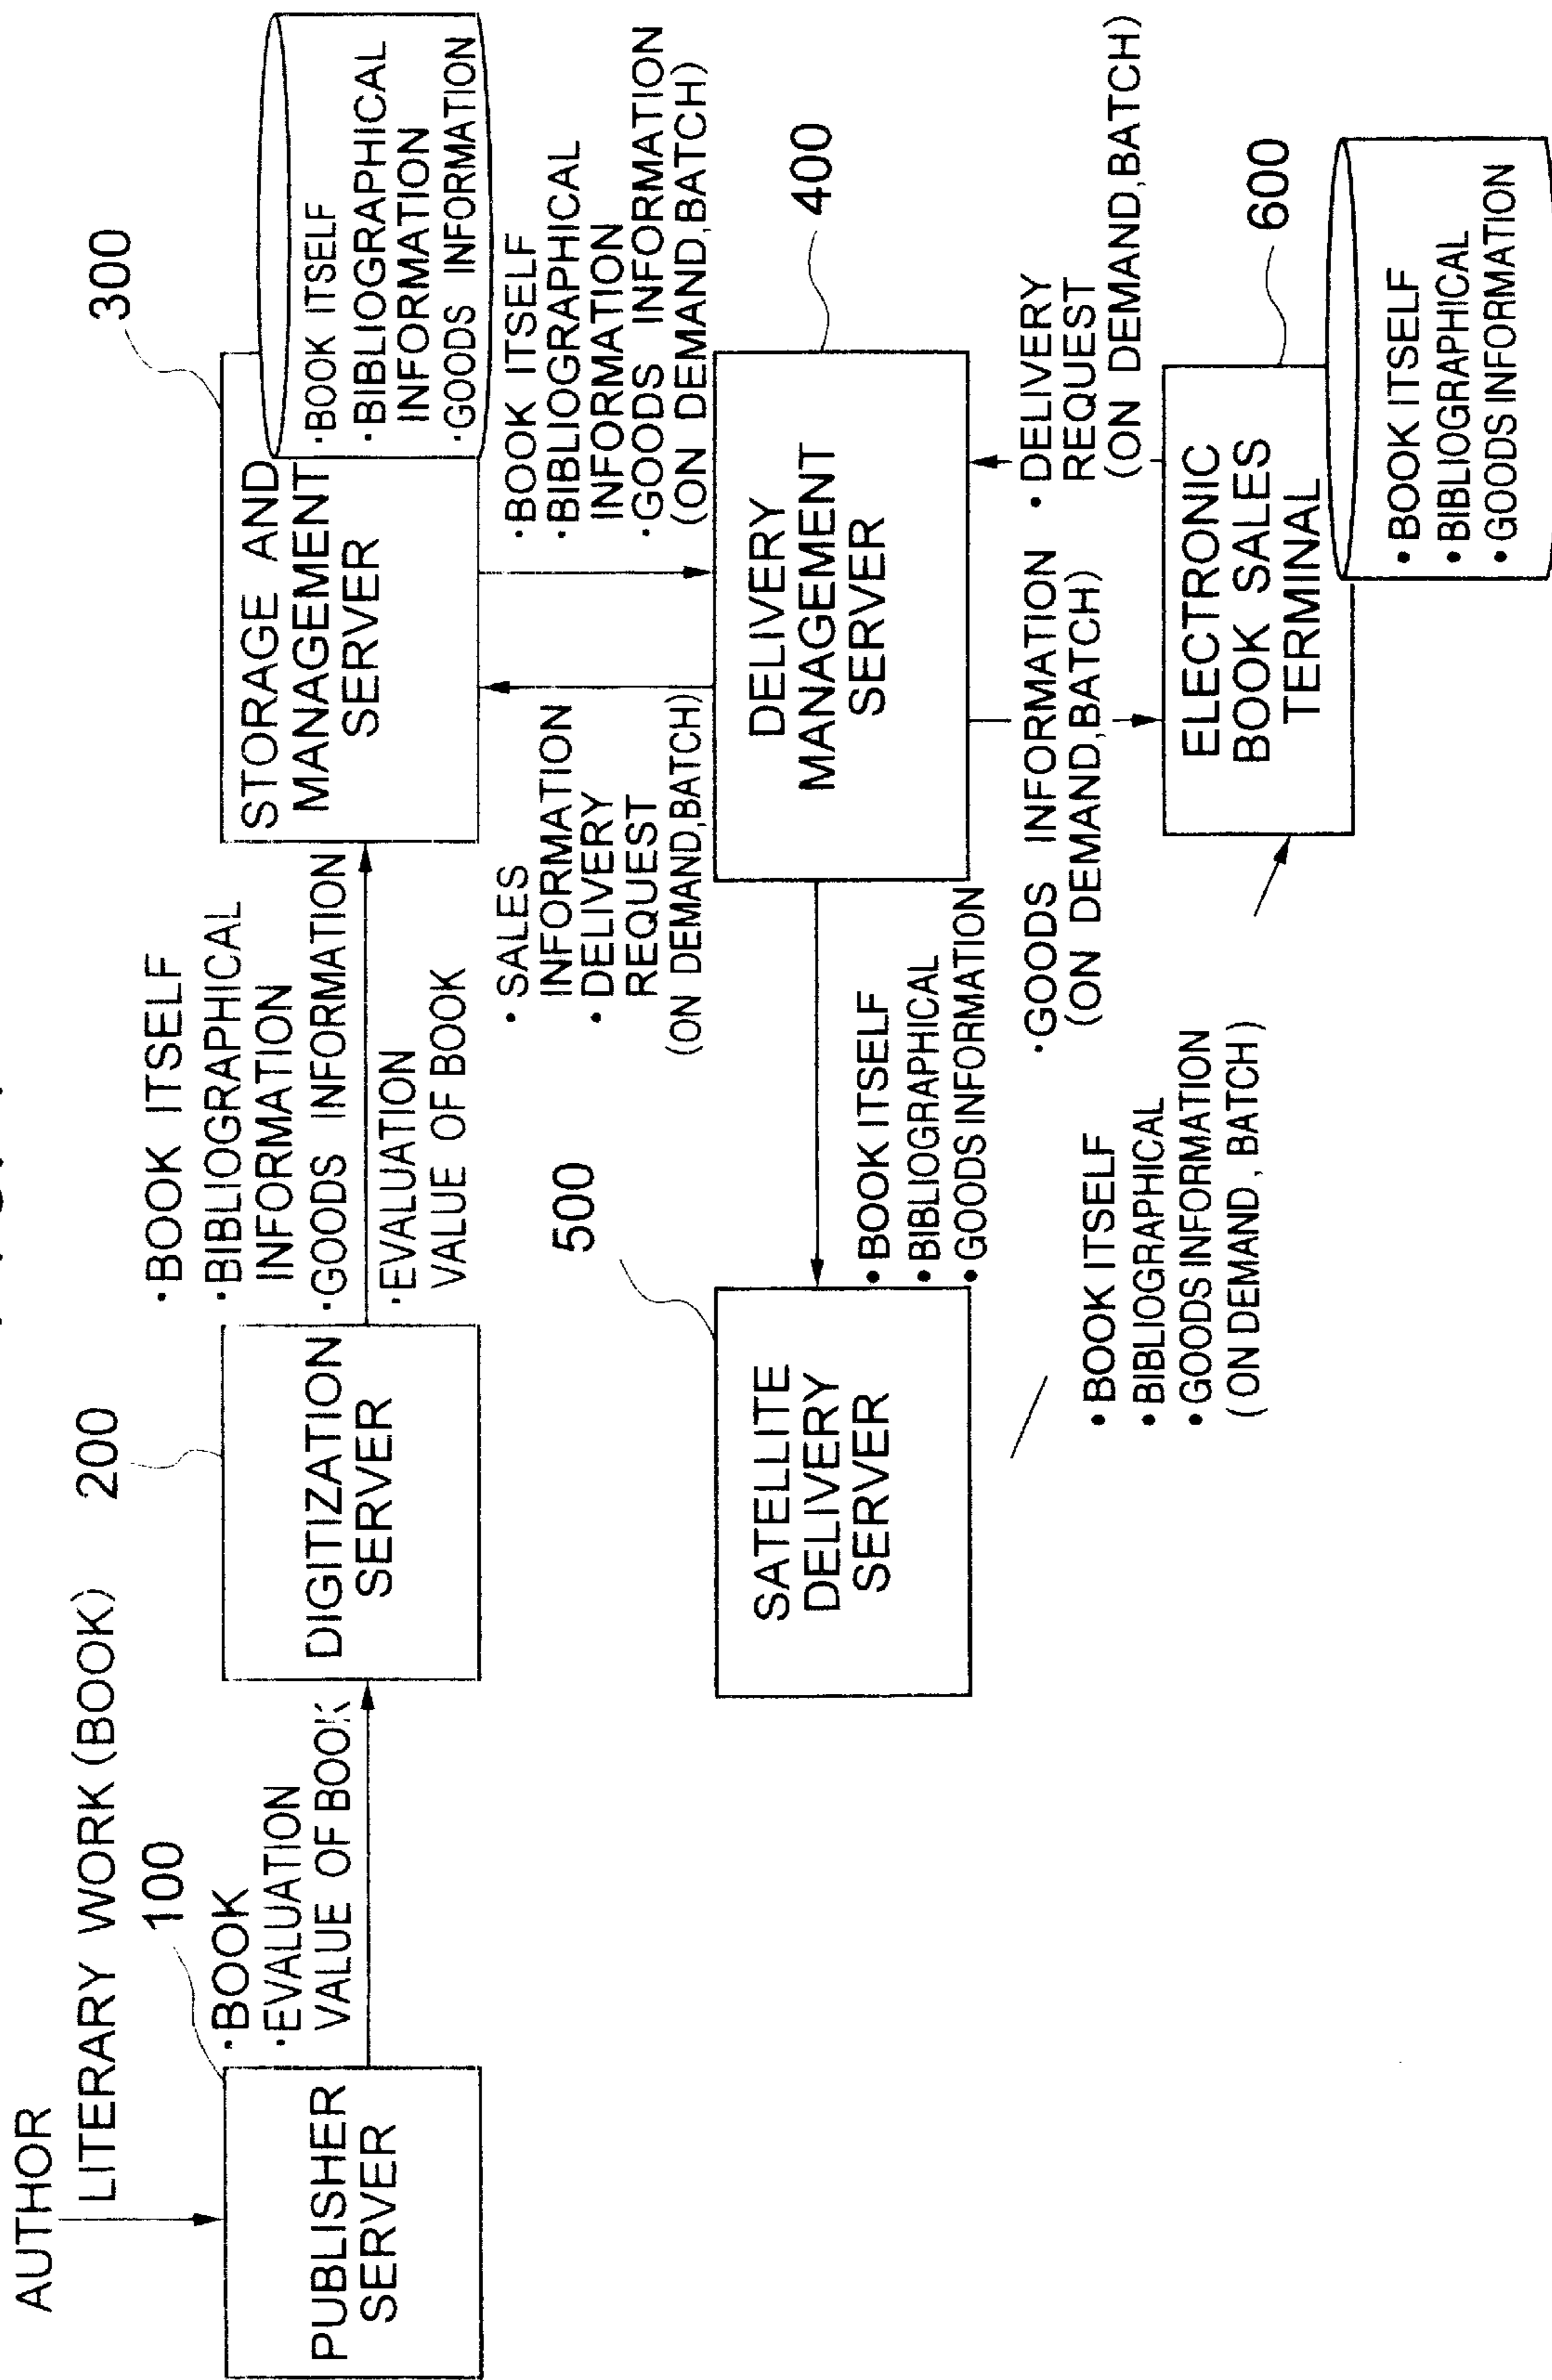 AUTHOR
LITERARY WORK (BOOK)
100
PUBLISHER
SERVER
·BOOK
·EVALUATION
VALUE OF BOOK
200
DIGITIZATION
SERVER
·BOOK ITSELF
·BIBLIOGRAPHICAL
INFORMATION
·GOODS INFORMATION
·EVALUATION
VALUE OF BOOK
300
STORAGE AND
MANAGEMENT
SERVER
·BOOK ITSELF
·BIBLIOGRAPHICAL
INFORMATION
·GOODS INFORMATION
·BOOK ITSELF
·BIBLIOGRAPHICAL
INFORMATION
·GOODS INFORMATION
(ON DEMAND,BATCH)
• SALES
INFORMATION
• DELIVERY
REQUEST
(ON DEMAND,BATCH)
400
DELIVERY
MANAGEMENT
SERVER
500
SATELLITE
DELIVERY
SERVER
• BOOK ITSELF
• BIBLIOGRAPHICAL
• GOODS INFORMATION
·GOODS INFORMATION
(ON DEMAND,BATCH)
• DELIVERY
REQUEST
(ON DEMAND,BATCH)
• BOOK ITSELF
• BIBLIOGRAPHICAL
• GOODS INFORMATION
(ON DEMAND , BATCH)
600
ELECTRONIC
BOOK SALES
TERMINAL
• BOOK ITSELF
• BIBLIOGRAPHICAL
• GOODS INFORMATION